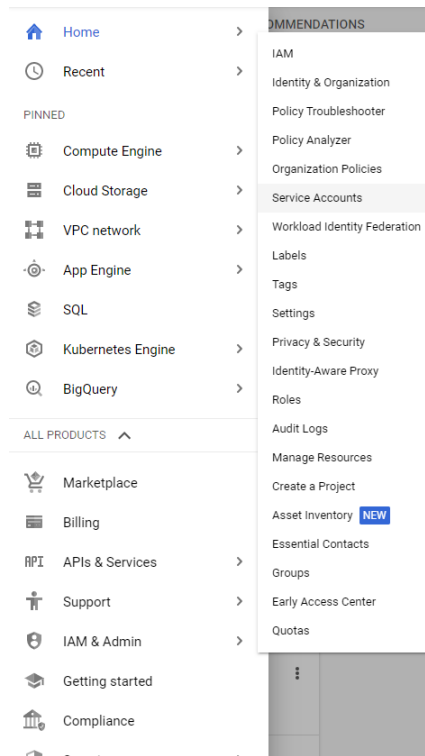 Home
Recent
PINNED
Compute Engine
Cloud Storage
VPC network
App Engine
SQL
Kubernetes Engine
BigQuery
ALL PRODUCTS
Marketplace
Billing
API APIs & Services
Support
IAM & Admin
Getting started
Compliance
OMMENDATIONS
IAM
Identity & Organization
Policy Troubleshooter
Policy Analyzer
Organization Policies
Service Accounts
Workload Identity Federation
Labels
Tags
Settings
Privacy & Security
Identity-Aware Proxy
Roles
Audit Logs
Manage Resources
Create a Project
Asset Inventory NEW
Essential Contacts
Groups
Early Access Center
Quotas